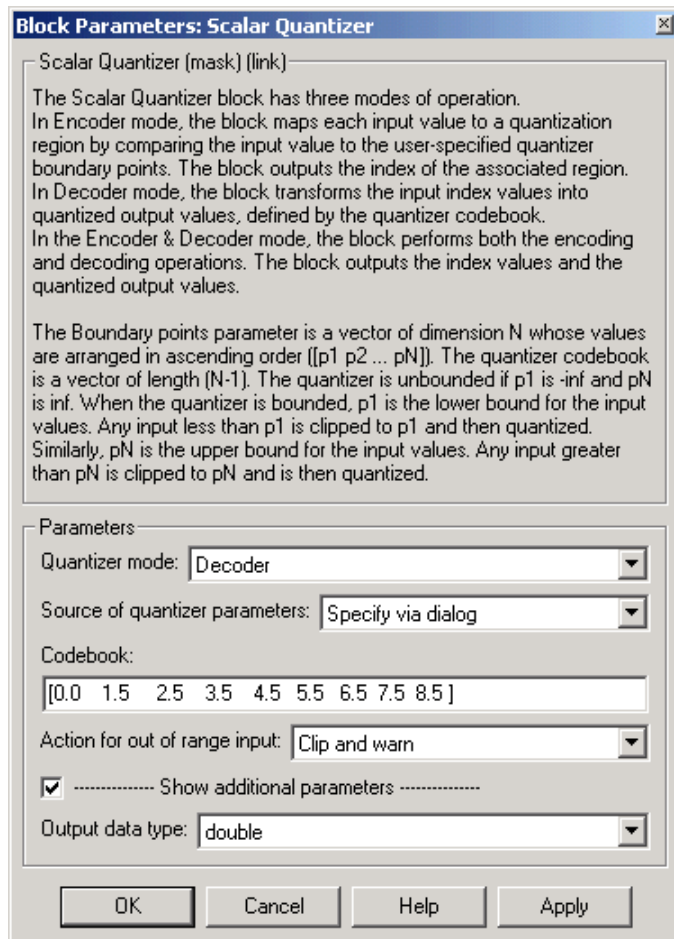 Block Parameters: Scalar Quantizer
Scalar Quantizer (mask) (link)
The Scalar Quantizer block has three modes of operation.
In Encoder mode, the block maps each input value to a quantization
region by comparing the input value to the user-specified quantizer
boundary points. The block outputs the index of the associated region.
In Decoder mode, the block transforms the input index values into
quantized output values, defined by the quantizer codebook.
In the Encoder & Decoder mode, the block performs both the encoding
and decoding operations. The block outputs the index values and the
quantized output values.
The Boundary points parameter is a vector of dimension N whose values
are arranged in ascending order ([p1 p2 ... pN]). The quantizer codebook
is a vector of length (N-1). The quantizer is unbounded if p1 is -inf and pN
is inf. When the quantizer is bounded, p1 is the lower bound for the input
values. Any input less than p1 is clipped to p1 and then quantized.
Similarly, pN is the upper bound for the input values. Any input greater
than pN is clipped to pN and is then quantized.
Parameters
Quantizer mode: Decoder
Source of quantizer parameters: Specify via dialog
Codebook:
[0.0 1.5 2.5 3.5 4.5 5.5 6.5 7.5 8.5 ]
Action for out of range input: Clip and warn
-------------- Show additional parameters --------------
Output data type: double
OK Cancel Help Apply